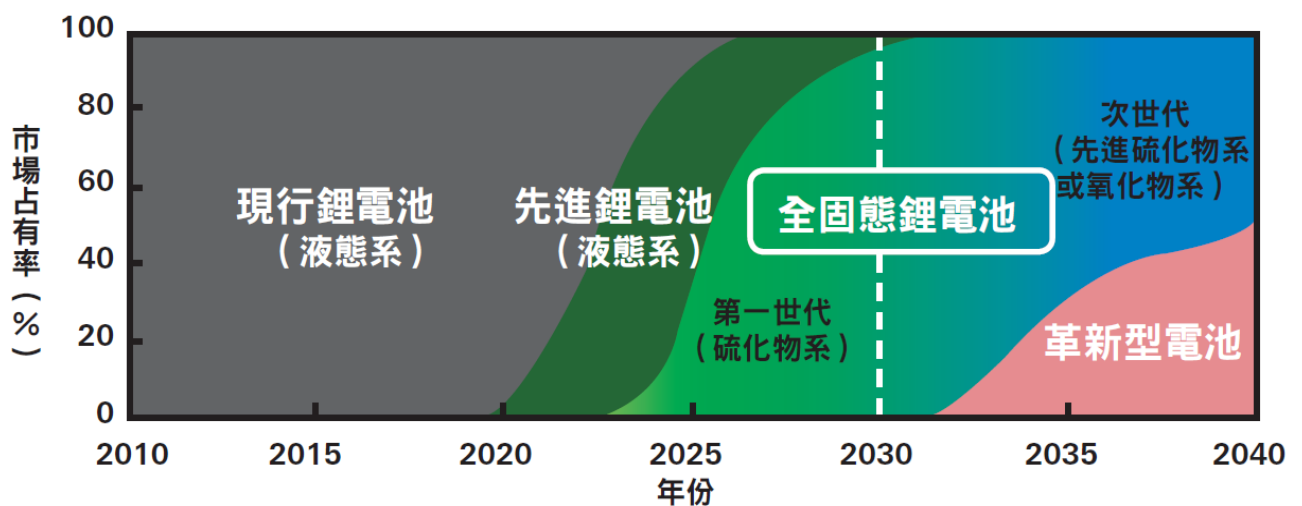 100
80
60
40
20
0
市場占有率(%)
現行鋰電池
(液態系)
先進鋰電池
(液態系)
全固態鋰電池
第一世代
(硫化物系)
次世代
(先進硫化物系
或氧化物系)
革新型電池
2010 2015 2020 2025 2030 2035 2040
年份